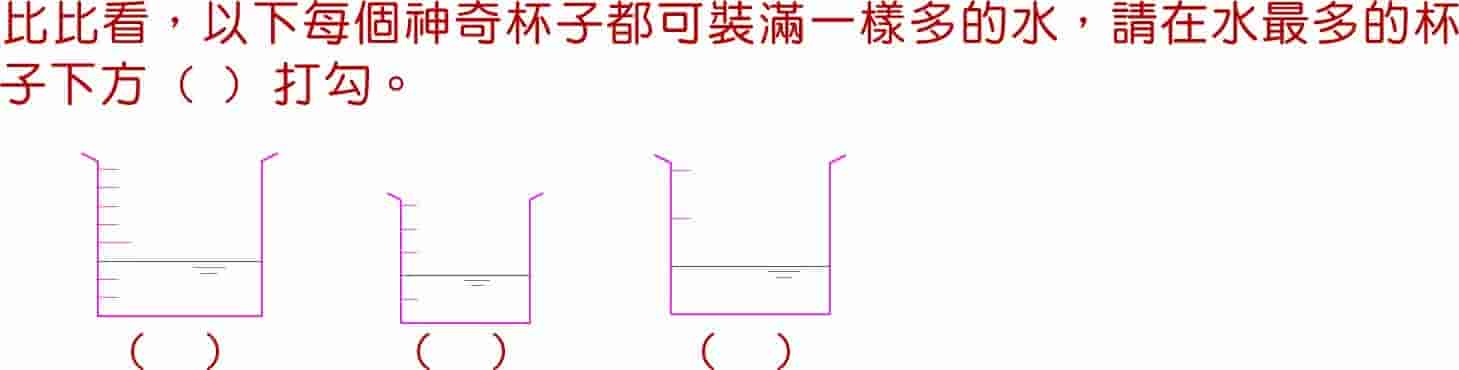 比比看，以下每個神奇杯子都可裝滿一樣多的水，請在水最多的杯
子下方（ ）打勾。
（ ） （ ） （ ）